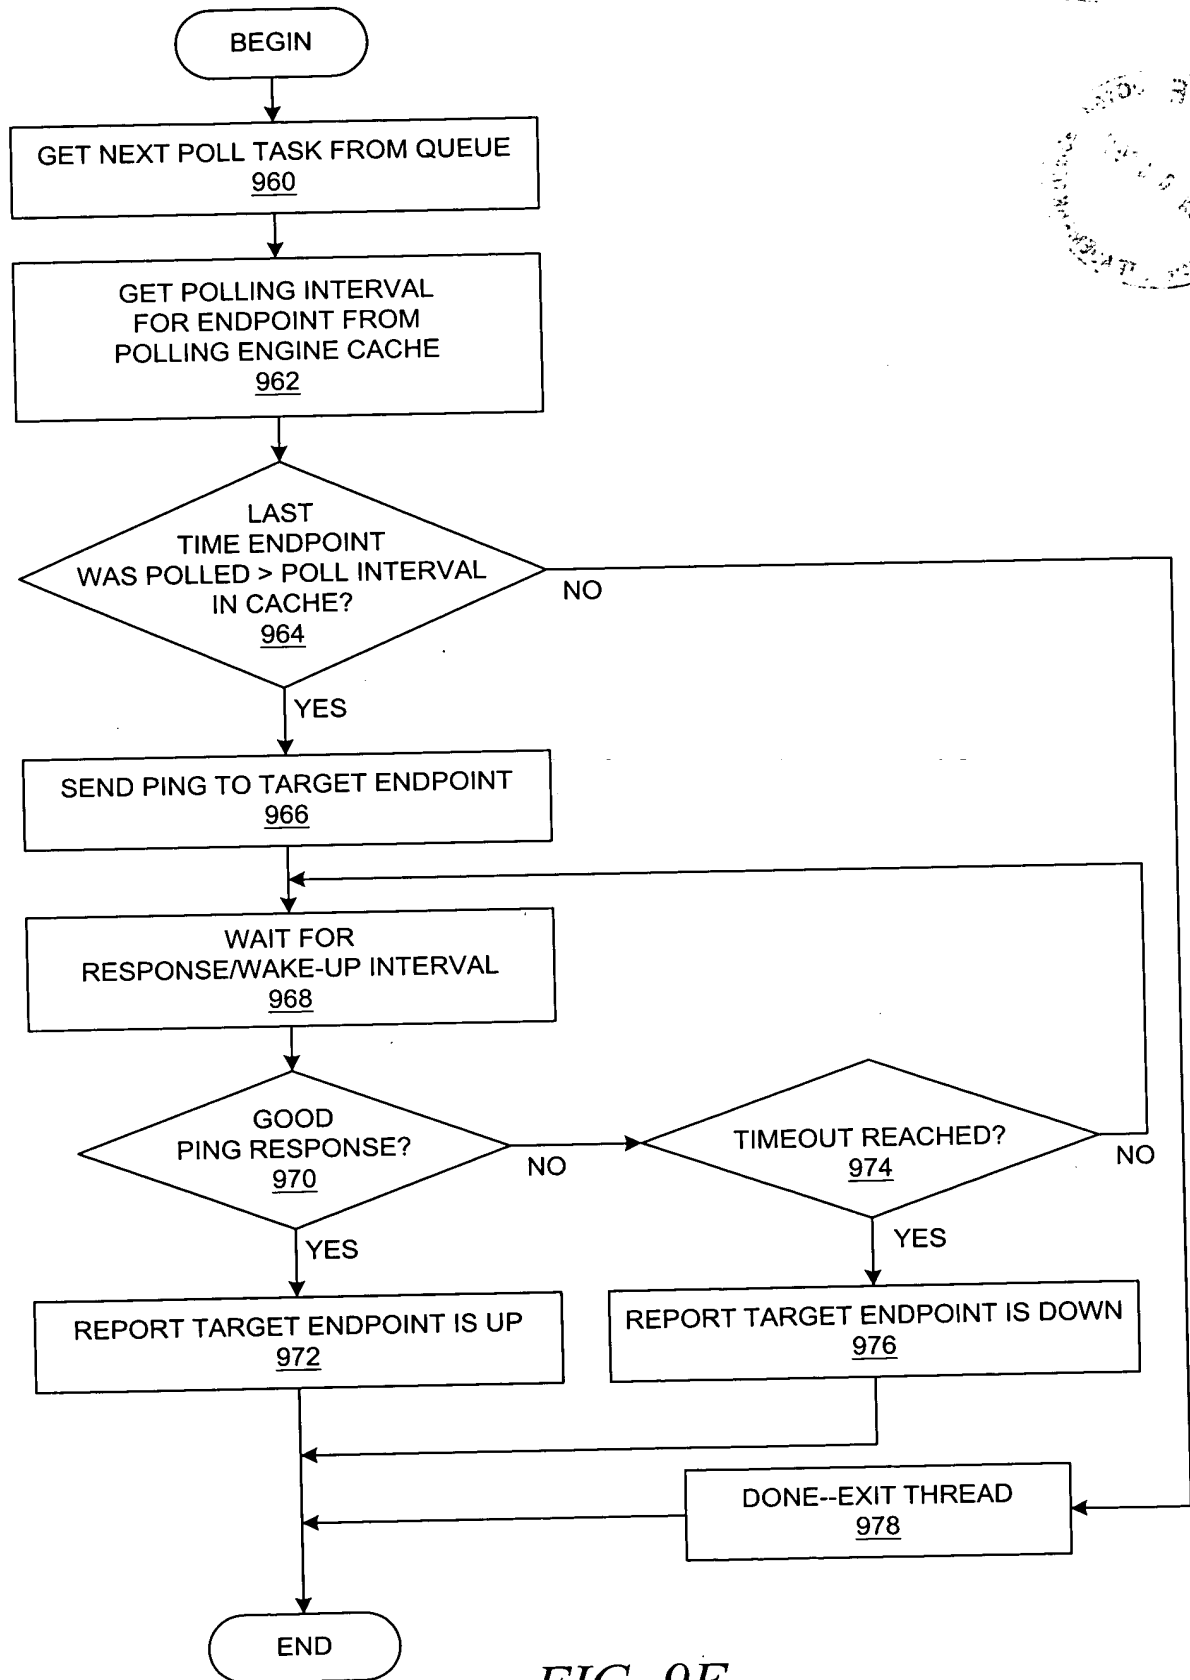 BEGIN
GET NEXT POLL TASK FROM QUEUE
960
GET POLLING INTERVAL
FOR ENDPOINT FROM
POLLING ENGINE CACHE
962
LAST
TIME ENDPOINT
WAS POLLED > POLL INTERVAL
IN CACHE?
964
NO
YES
SEND PING TO TARGET ENDPOINT
966
WAIT FOR
RESPONSE/WAKE-UP INTERVAL
968
GOOD
PING RESPONSE?
970
NO
TIMEOUT REACHED?
974
NO
YES
YES
REPORT TARGET ENDPOINT IS UP
972
REPORT TARGET ENDPOINT IS DOWN
976
DONE--EXIT THREAD
978
END
FIG. 9F